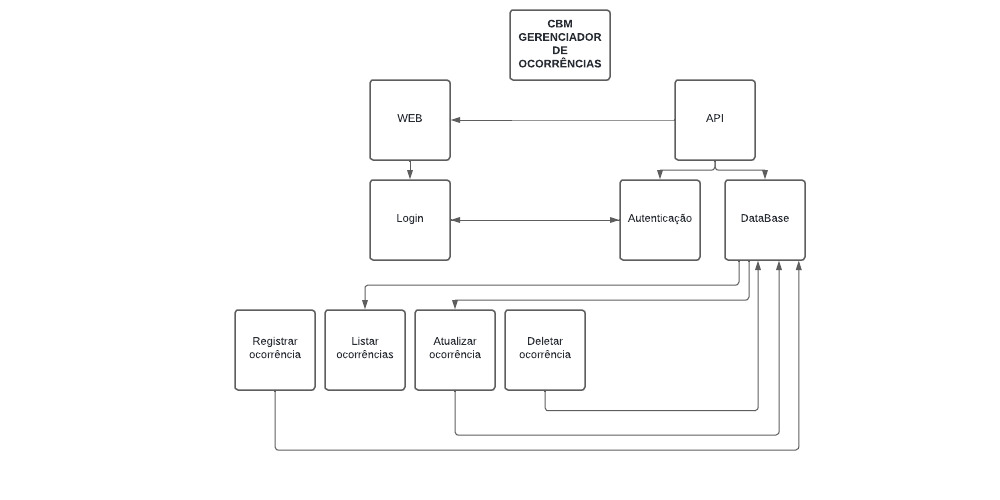 CBM
GERENCIADOR
DE
OCORRÊNCIAS
WEB
API
Login
Autenticação
DataBase
Registrar
ocorrência
Listar
ocorrências
Atualizar
ocorrência
Deletar
ocorrência